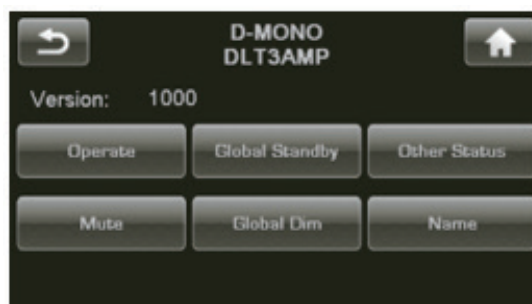 D-MONO
DLT3AMP
Version: 1000
Operate Global Standby Other Status
Mute Global Dim Name